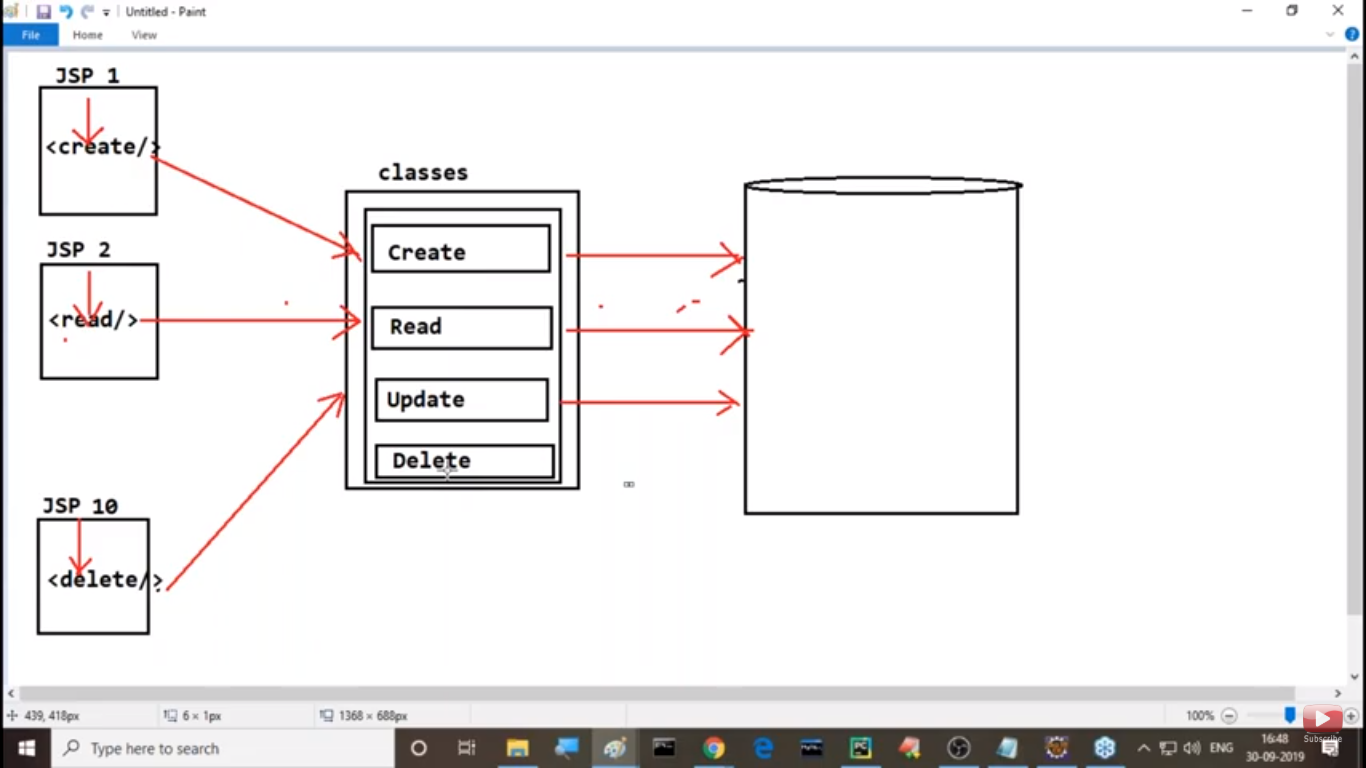 Untitled - Paint
File Home View
JSP 1
<create/>
JSP 2
<read/>
JSP 10
<delete/>
classes
Create
Read
Update
Delete
439, 418px 6 × 1px 1368 × 688px 100%
Type here to search
ENG
16:48
30-09-2019
Subscribe